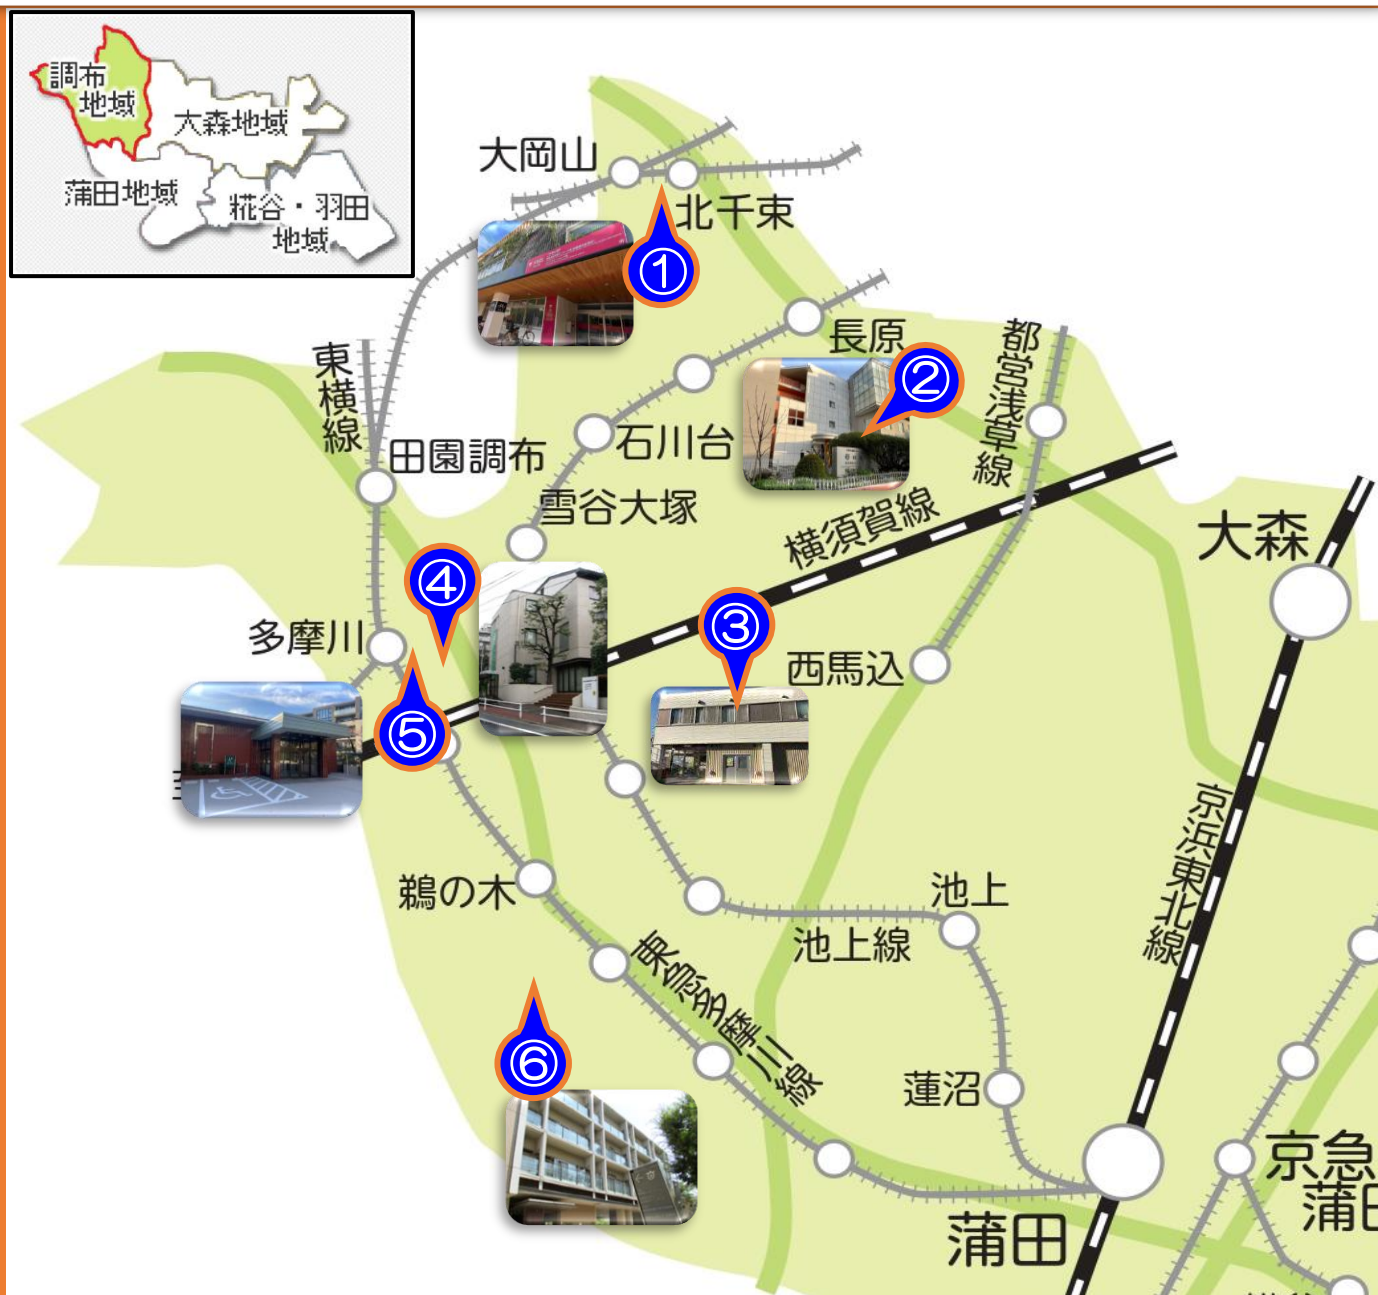 調布
地域
大森地域
蒲田地域
糀谷・羽田
地域
大岡山
北千束
①
長原
②
都営浅草線
東横線
田園調布
石川台
雪谷大塚
横須賀線
大森
④
③
多摩川
西馬込
⑤
京浜東北線
鵜の木
池上
池上線
東急多摩川線
⑥
蓮沼
京急
蒲田
蒲田